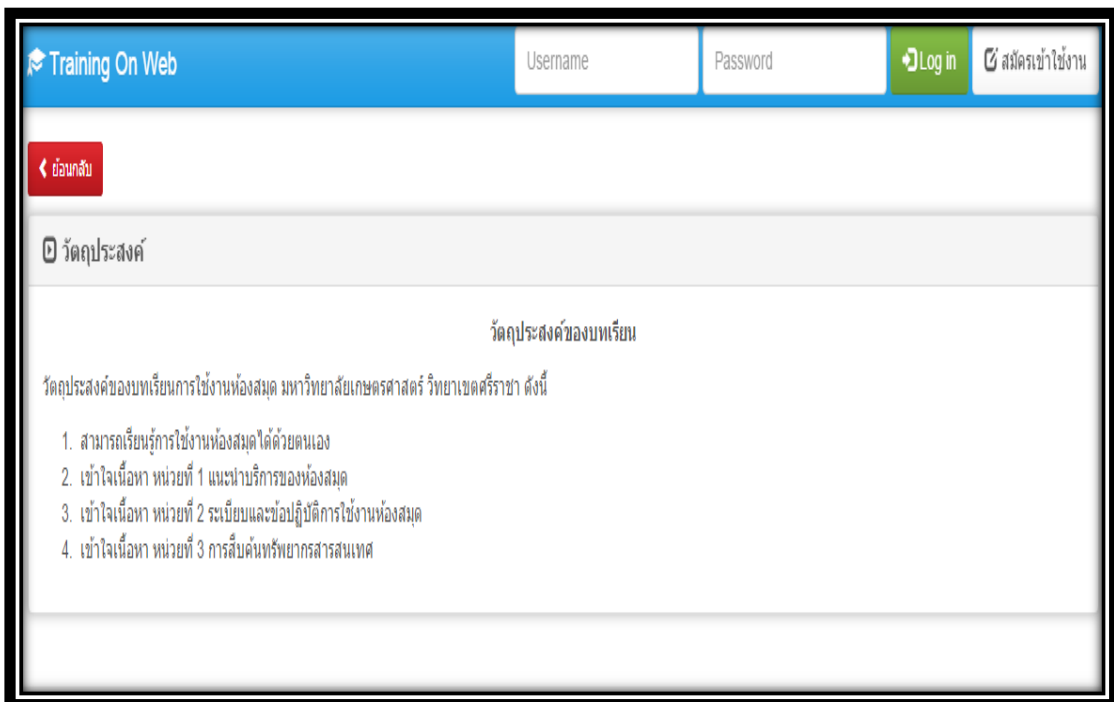 Training On Web Username Password Log in สมัครเข้าใช้งาน
ย้อนกลับ
วัตถุประสงค์
วัตถุประสงค์ของบทเรียน
วัตถุประสงค์ของบทเรียนการใช้งานห้องสมุด มหาวิทยาลัยเกษตรศาสตร์ วิทยาเขตศรีราชา ดังนี้
1. สามารถเรียนรู้การใช้งานห้องสมุดได้ด้วยตนเอง
2. เข้าใจเนื้อหา หน่วยที่ 1 แนะนำบริการของห้องสมุด
3. เข้าใจเนื้อหา หน่วยที่ 2 ระเบียบและข้อปฏิบัติการใช้งานห้องสมุด
4. เข้าใจเนื้อหา หน่วยที่ 3 การสืบค้นทรัพยากรสารสนเทศ